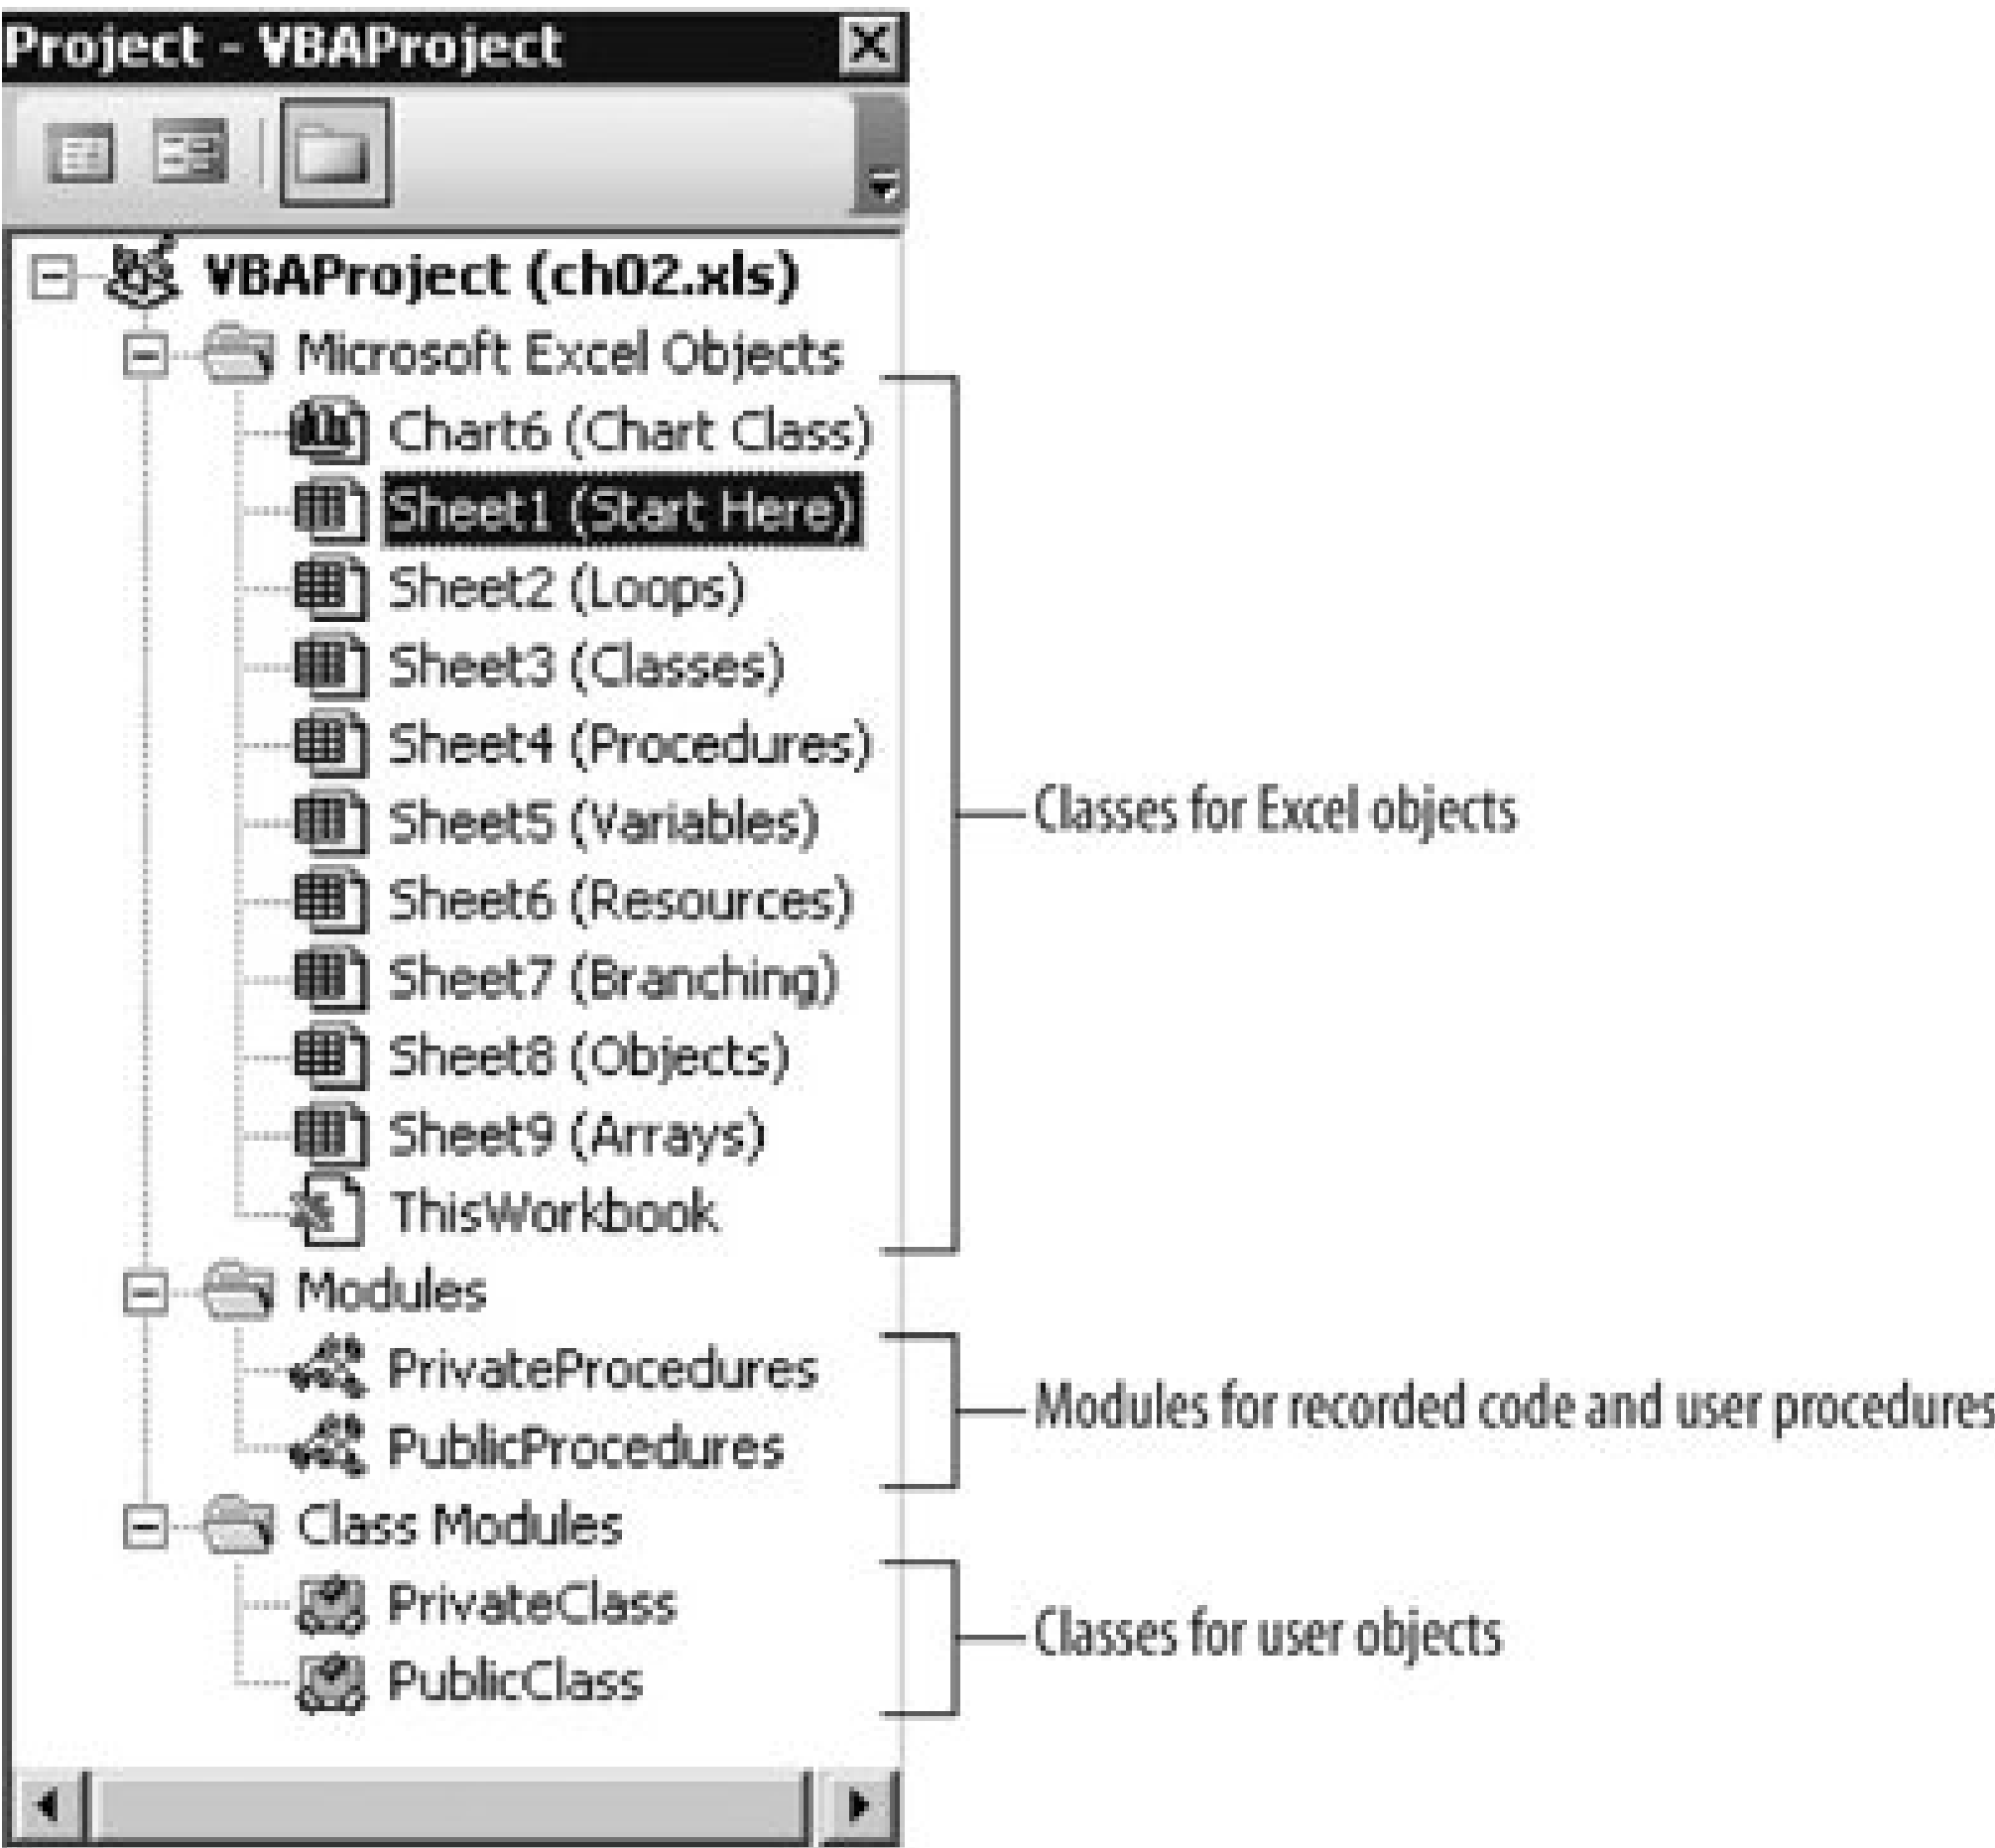 Project - VBAProject
VBAProject (ch02.xls)
Microsoft Excel Objects
Chart6 (Chart Class)
Sheet1 (Start Here)
Sheet2 (Loops)
Sheet3 (Classes)
Sheet4 (Procedures)
Sheet5 (Variables)
Sheet6 (Resources)
Sheet7 (Branching)
Sheet8 (Objects)
Sheet9 (Arrays)
ThisWorkbook
Modules
PrivateProcedures
PublicProcedures
Class Modules
PrivateClass
PublicClass
Classes for Excel objects
Modules for recorded code and user procedures
Classes for user objects